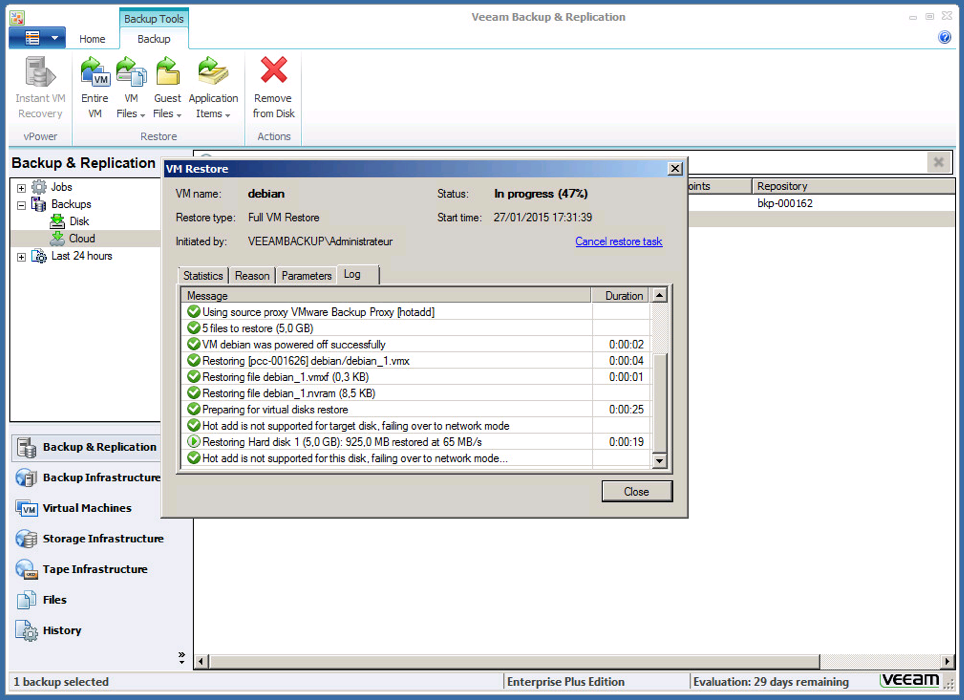 Backup Tools
Veeam Backup & Replication
Home
Backup
Instant VM
Recovery
Entire
VM
VM
Files
Guest
Files
Application
Items
Remove
from Disk
vPower
Restore
Actions
Backup & Replication
Jobs
Backups
Disk
Cloud
Last 24 hours
Repository
bkp-000162
VM Restore
VM name: debian
Status: In progress (47%)
Restore type: Full VM Restore
Start time: 27/01/2015 17:31:39
Initiated by: VEEAMBACKUP\Administrateur
Cancel restore task
Statistics Reason Parameters Log
Message Duration
Using source proxy VMware Backup Proxy [hotadd]
5 files to restore (5,0 GB)
VM debian was powered off successfully 0:00:02
Restoring [pcc-001626] debian/debian_1.vmx 0:00:04
Restoring file debian_1.vmxf (0,3 KB) 0:00:01
Restoring file debian_1.nvram (8,5 KB)
Preparing for virtual disks restore 0:00:25
Hot add is not supported for target disk, failing over to network mode
Restoring Hard disk 1 (5,0 GB): 925,0 MB restored at 65 MB/s 0:00:19
Hot add is not supported for this disk, failing over to network mode...
Close
Backup & Replication
Backup Infrastructure
Virtual Machines
Storage Infrastructure
Tape Infrastructure
Files
History
1 backup selected
Enterprise Plus Edition
Evaluation: 29 days remaining
veeam